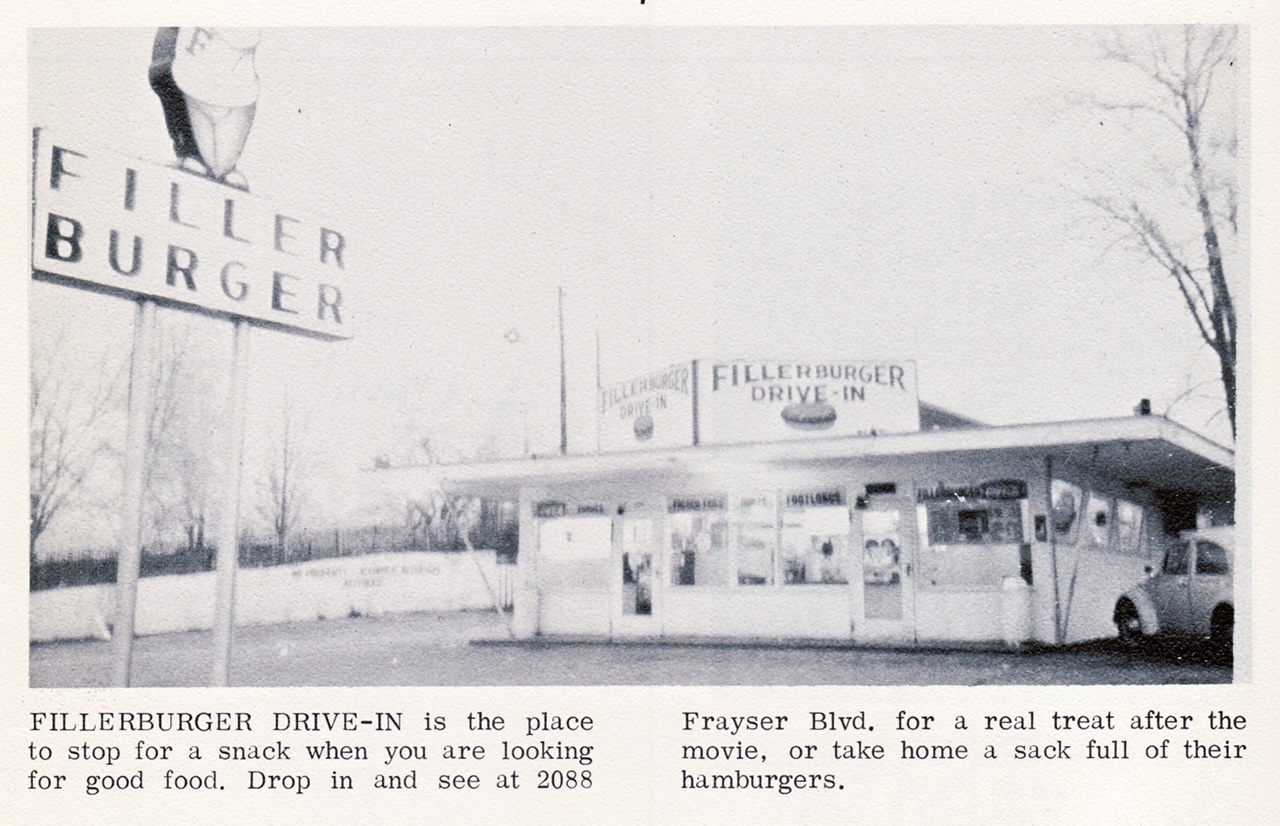 F
FILLER
BURGER
FILLERBURGER
DRIVE-IN
FILLERBURGER
DRIVE-IN
FOOTLONGS
FILLERBURGER DRIVE-IN is the place
to stop for a snack when you are looking
for good food. Drop in and see at 2088
Frayser Blvd. for a real treat after the
movie, or take home a sack full of their
hamburgers.